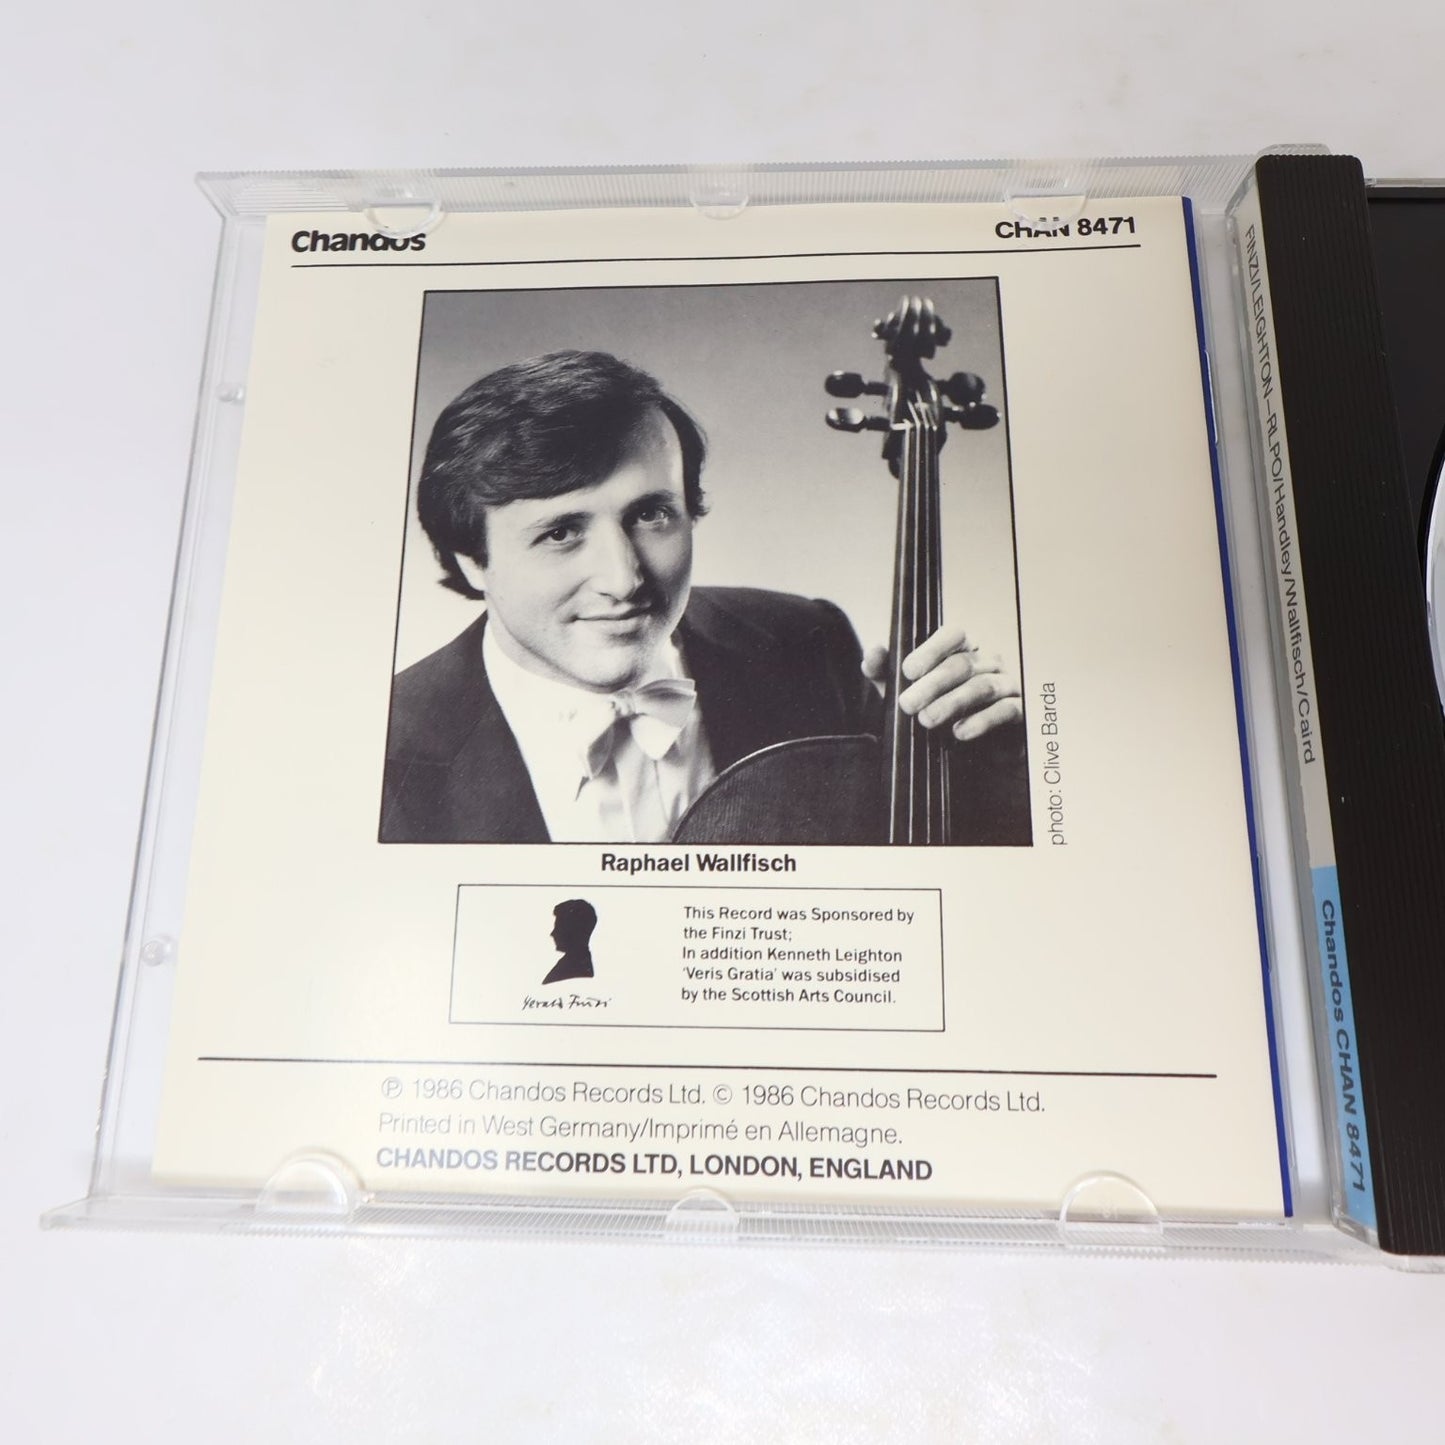 Chandos
CHAN 8471
photo: Clive Barda
Raphael Wallfisch
This Record was Sponsored by
the Finzi Trust;
In addition Kenneth Leighton
'Veris Gratia' was subsidised
by the Scottish Arts Council.
Gerald Finzi
℗ 1986 Chandos Records Ltd. © 1986 Chandos Records Ltd.
Printed in West Germany/Imprimé en Allemagne.
CHANDOS RECORDS LTD, LONDON, ENGLAND
FINZI/LEIGHTON—RLPO/Handley/Wallfisch/Caird
Chandos CHAN 8471